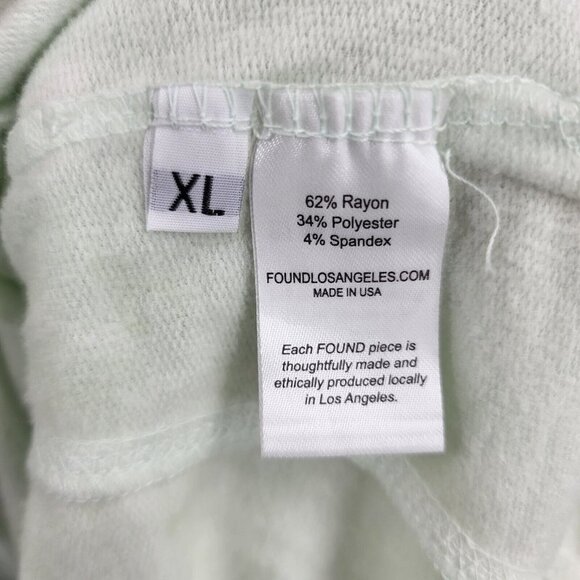 XL
62% Rayon
34% Polyester
4% Spandex
FOUNDLOSANGELES.COM
MADE IN USA
Each FOUND piece is
thoughtfully made and
ethically produced locally
in Los Angeles.